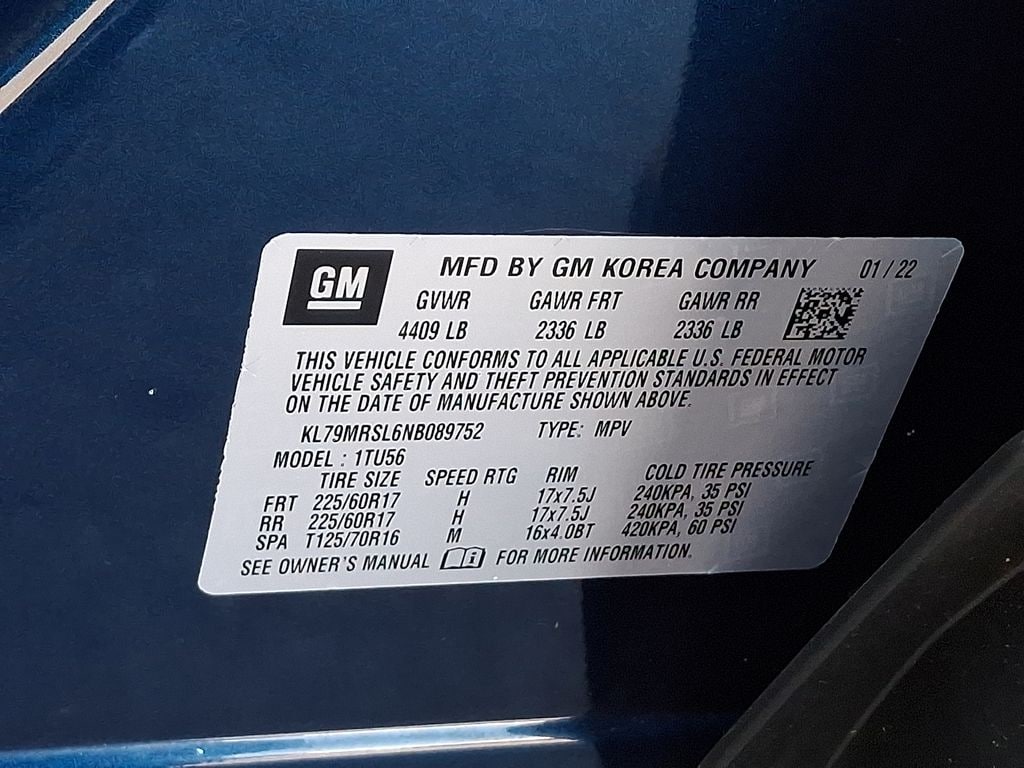 GM MFD BY GM KOREA COMPANY 01/22
GVWR GAWR FRT GAWR RR
4409 LB 2336 LB 2336 LB
THIS VEHICLE CONFORMS TO ALL APPLICABLE U.S. FEDERAL MOTOR
VEHICLE SAFETY AND THEFT PREVENTION STANDARDS IN EFFECT
ON THE DATE OF MANUFACTURE SHOWN ABOVE.
KL79MRSL6NB089752 TYPE: MPV
MODEL : 1TU56
TIRE SIZE SPEED RTG RIM COLD TIRE PRESSURE
FRT 225/60R17 H 17x7.5J 240KPA, 35 PSI
RR 225/60R17 H 17x7.5J 240KPA, 35 PSI
SPA T125/70R16 M 16x4.0BT 420KPA, 60 PSI
SEE OWNER'S MANUAL i FOR MORE INFORMATION.